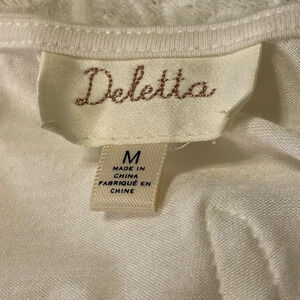 Deletta
M
MADE IN
CHINA
FABRIQUÉ EN
CHINE